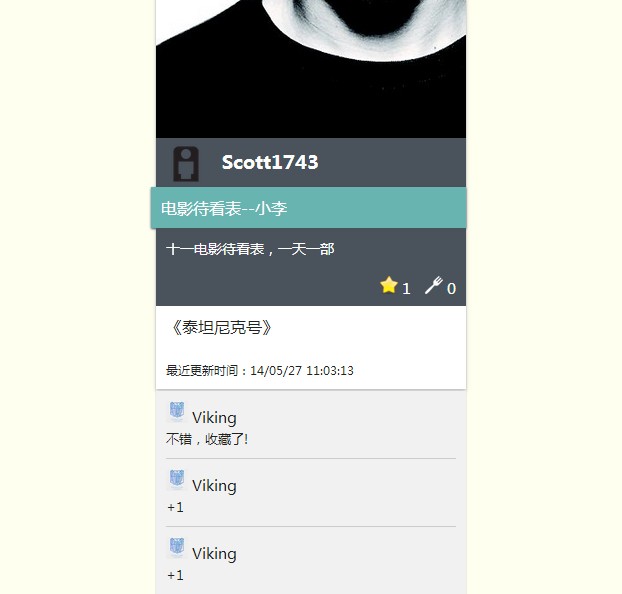 Scott1743
电影待看表--小李
十一电影待看表，一天一部
1 0
《泰坦尼克号》
最近更新时间：14/05/27 11:03:13
Viking
不错，收藏了!
Viking
+1
Viking
+1